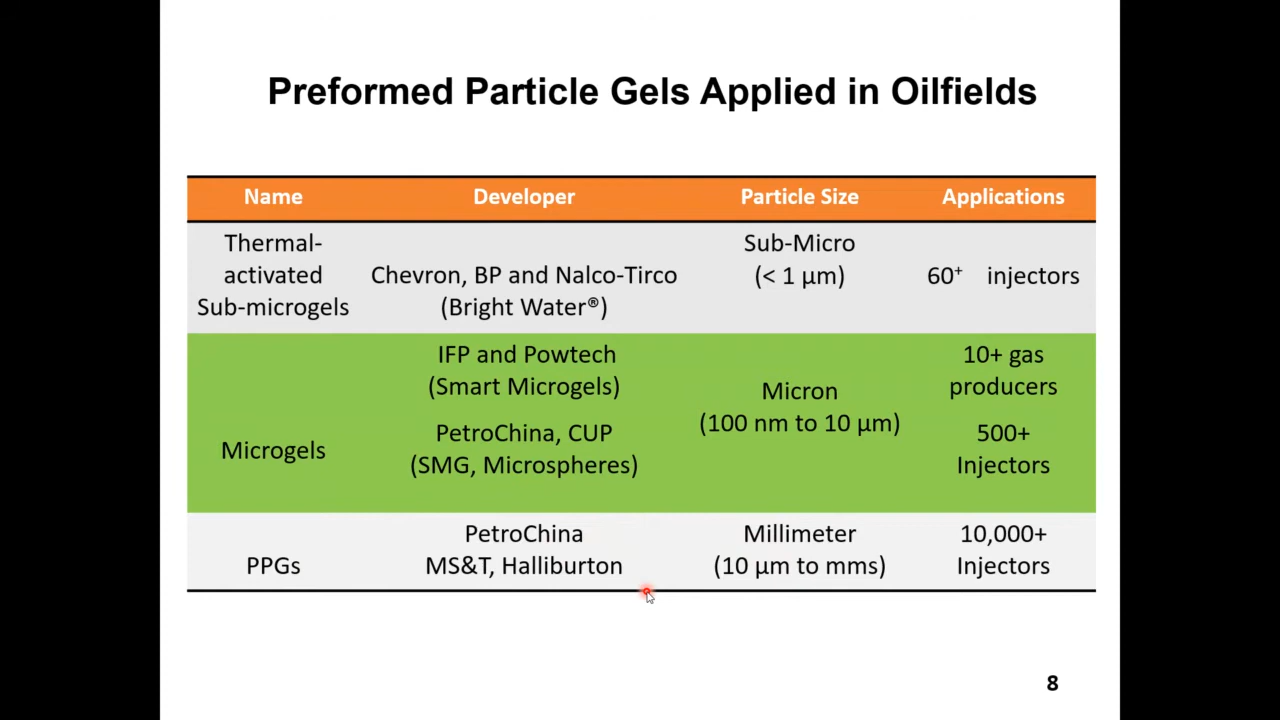 Preformed Particle Gels Applied in Oilfields
Name Developer Particle Size Applications
Thermal-
activated
Sub-microgels
Chevron, BP and Nalco-Tirco
(Bright Water®)
Sub-Micro
(< 1 µm)
60⁺ injectors
Microgels
IFP and Powtech
(Smart Microgels)
PetroChina, CUP
(SMG, Microspheres)
Micron
(100 nm to 10 µm)
10+ gas
producers
500+
Injectors
PPGs
PetroChina
MS&T, Halliburton
Millimeter
(10 µm to mms)
10,000+
Injectors
8